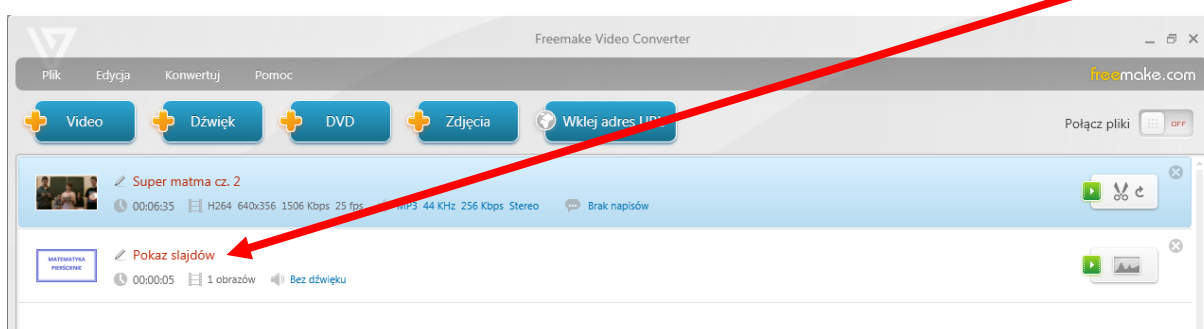 Freemake Video Converter
Plik Edycja Konwertuj Pomoc freemake.com
Video Dźwięk DVD Zdjęcia Wklej adres Połącz pliki OFF
Super matma cz. 2
00:06:35 H264 640x356 1506 Kbps 25 fps MP3 44 KHz 256 Kbps Stereo Brak napisów
MATEMATYKA
PIERŚCIENIE
Pokaz slajdów
00:00:05 1 obrazów Bez dźwięku